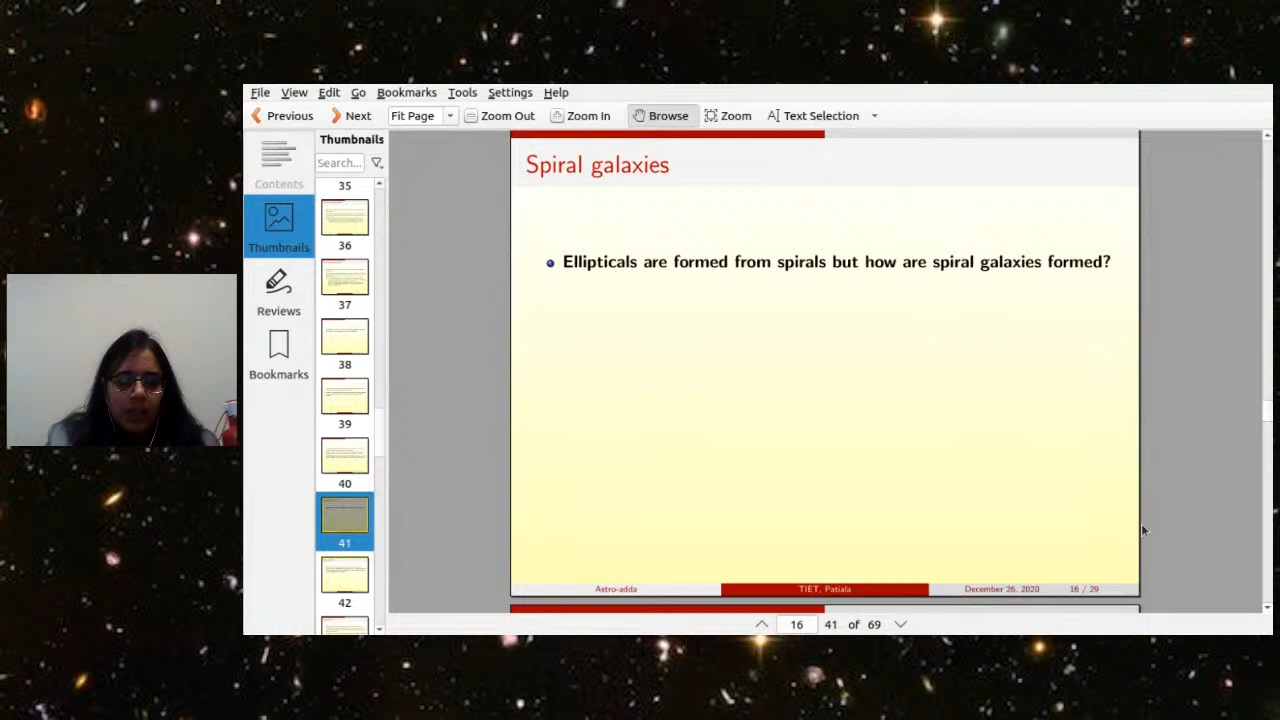 File View Edit Go Bookmarks Tools Settings Help
Previous Next Fit Page Zoom Out Zoom In Browse Zoom Text Selection
Contents
Thumbnails
Reviews
Bookmarks
Thumbnails
Search...
35
36
37
38
39
40
41
42
Spiral galaxies
Ellipticals are formed from spirals but how are spiral galaxies formed?
Astro-adda TIET, Patiala December 26, 2020 16 / 29
16 41 of 69